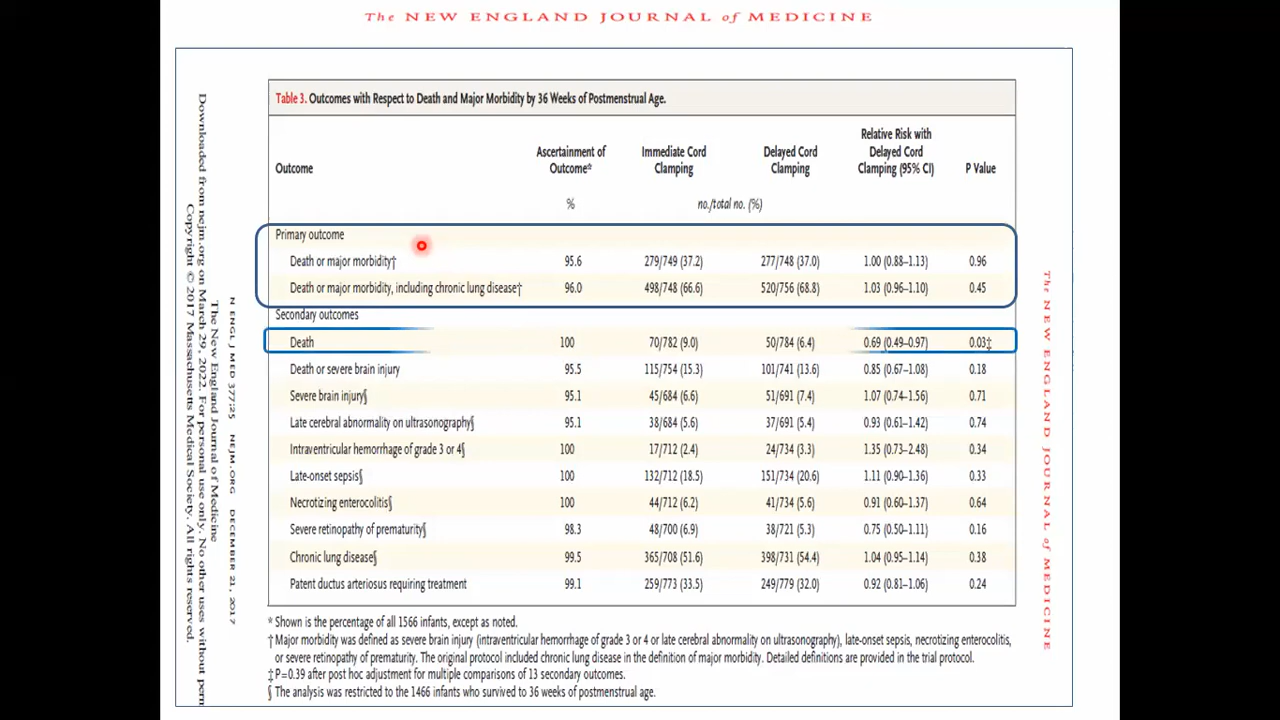 The NEW ENGLAND JOURNAL of MEDICINE
Table 3. Outcomes with Respect to Death and Major Morbidity by 36 Weeks of Postmenstrual Age.
Outcome Ascertainment of Outcome* Immediate Cord Clamping Delayed Cord Clamping Relative Risk with Delayed Cord Clamping (95% CI) P Value
% no./total no. (%)
Primary outcome
Death or major morbidity† 95.6 279/749 (37.2) 277/748 (37.0) 1.00 (0.88–1.13) 0.96
Death or major morbidity, including chronic lung disease† 96.0 498/748 (66.6) 520/756 (68.8) 1.03 (0.96–1.10) 0.45
Secondary outcomes
Death 100 70/782 (9.0) 50/784 (6.4) 0.69 (0.49–0.97) 0.03‡
Death or severe brain injury 95.5 115/754 (15.3) 101/741 (13.6) 0.85 (0.67–1.08) 0.18
Severe brain injury§ 95.1 45/684 (6.6) 51/691 (7.4) 1.07 (0.74–1.56) 0.71
Late cerebral abnormality on ultrasonography§ 95.1 38/684 (5.6) 37/691 (5.4) 0.93 (0.61–1.42) 0.74
Intraventricular hemorrhage of grade 3 or 4§ 100 17/712 (2.4) 24/734 (3.3) 1.35 (0.73–2.48) 0.34
Late-onset sepsis§ 100 132/712 (18.5) 151/734 (20.6) 1.11 (0.90–1.36) 0.33
Necrotizing enterocolitis§ 100 44/712 (6.2) 41/734 (5.6) 0.91 (0.60–1.37) 0.64
Severe retinopathy of prematurity§ 98.3 48/700 (6.9) 38/721 (5.3) 0.75 (0.50–1.11) 0.16
Chronic lung disease§ 99.5 365/708 (51.6) 398/731 (54.4) 1.04 (0.95–1.14) 0.38
Patent ductus arteriosus requiring treatment 99.1 259/773 (33.5) 249/779 (32.0) 0.92 (0.81–1.06) 0.24
* Shown is the percentage of all 1566 infants, except as noted.
† Major morbidity was defined as severe brain injury (intraventricular hemorrhage of grade 3 or 4 or late cerebral abnormality on ultrasonography), late-onset sepsis, necrotizing enterocolitis,
or severe retinopathy of prematurity. The original protocol included chronic lung disease in the definition of major morbidity. Detailed definitions are provided in the trial protocol.
‡ P=0.39 after post hoc adjustment for multiple comparisons of 13 secondary outcomes.
§ The analysis was restricted to the 1466 infants who survived to 36 weeks of postmenstrual age.
N ENGL J MED 377;25 NEJM.ORG DECEMBER 21, 2017
The New England Journal of Medicine
Downloaded from nejm.org on March 29, 2022. For personal use only. No other uses without perm
Copyright © 2017 Massachusetts Medical Society. All rights reserved.
The NEW ENGLAND JOURNAL of MEDICINE